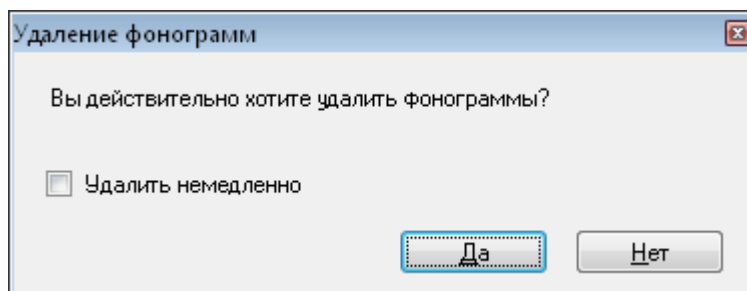 Удаление фонограмм
Вы действительно хотите удалить фонограммы?
Удалить немедленно
Да
Нет